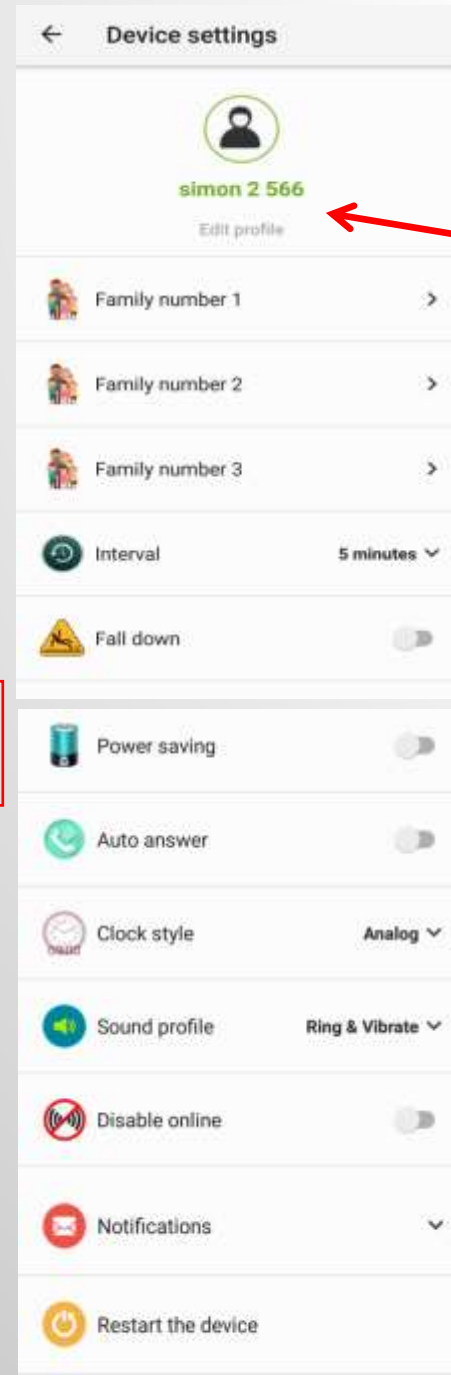 Device settings
simon 2 566
Edit profile
Family number 1
Family number 2
Family number 3
Interval 5 minutes
Fall down
Power saving
Auto answer
Clock style Analog
Sound profile Ring & Vibrate
Disable online
Notifications
Restart the device